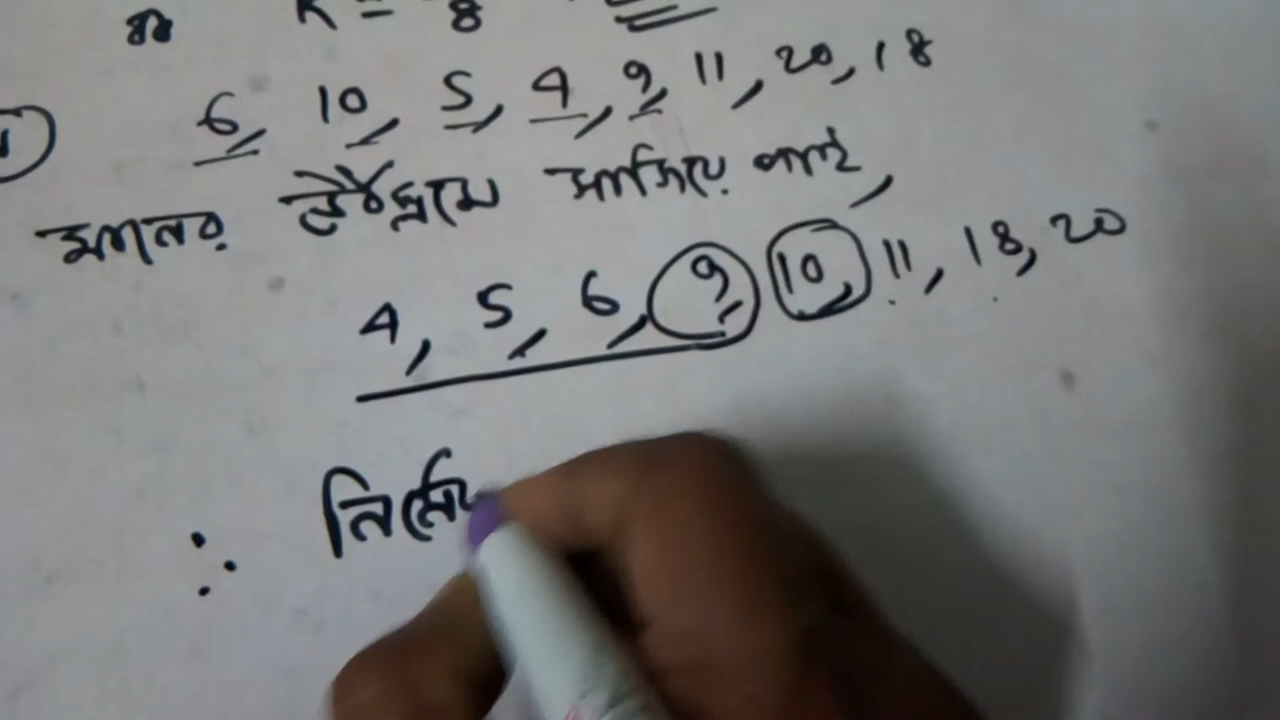 K = 8
6, 10, 5, 4, 9, 11, 20, 18
মানের ঊর্ধ্বক্রমে সাজিয়ে পাই,
4, 5, 6, 9, 10, 11, 18, 20
∴ নির্ণেয়